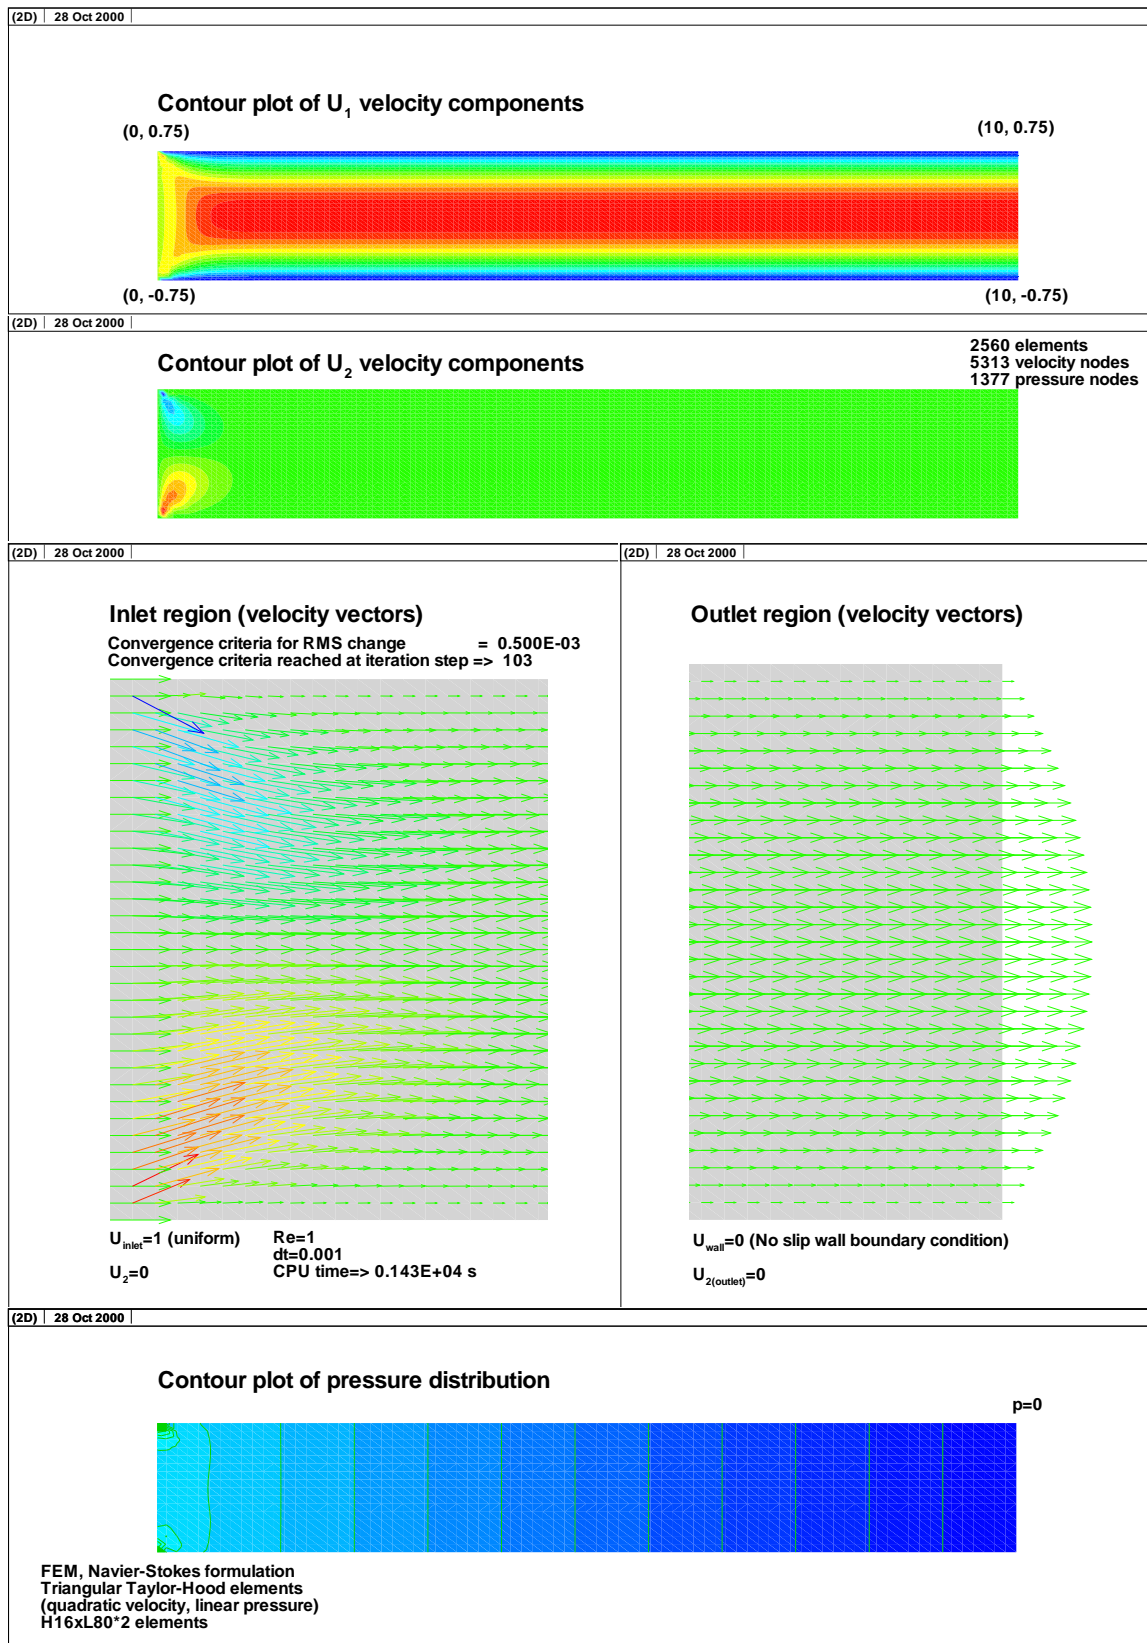 (2D) 28 Oct 2000
Contour plot of U1 velocity components
(0, 0.75)
(10, 0.75)
(0, -0.75)
(10, -0.75)
(2D) 28 Oct 2000
Contour plot of U2 velocity components
2560 elements
5313 velocity nodes
1377 pressure nodes
(2D) 28 Oct 2000
Inlet region (velocity vectors)
Convergence criteria for RMS change = 0.500E-03
Convergence criteria reached at iteration step => 103
Uinlet=1 (uniform) Re=1
dt=0.001
U2=0 CPU time=> 0.143E+04 s
(2D) 28 Oct 2000
Outlet region (velocity vectors)
Uwall=0 (No slip wall boundary condition)
U2(outlet)=0
(2D) 28 Oct 2000
Contour plot of pressure distribution
p=0
FEM, Navier-Stokes formulation
Triangular Taylor-Hood elements
(quadratic velocity, linear pressure)
H16xL80*2 elements